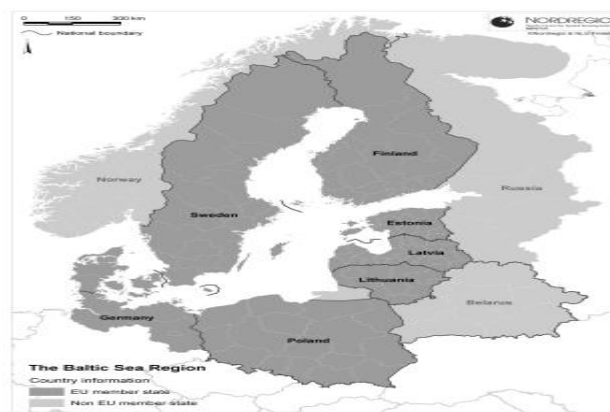 0 150 300 km
National boundary
NORDREGIO
Norway
Sweden
Finland
Russia
Estonia
Latvia
Lithuania
Belarus
Germany
Poland
The Baltic Sea Region
Country information
EU member state
Non EU member state